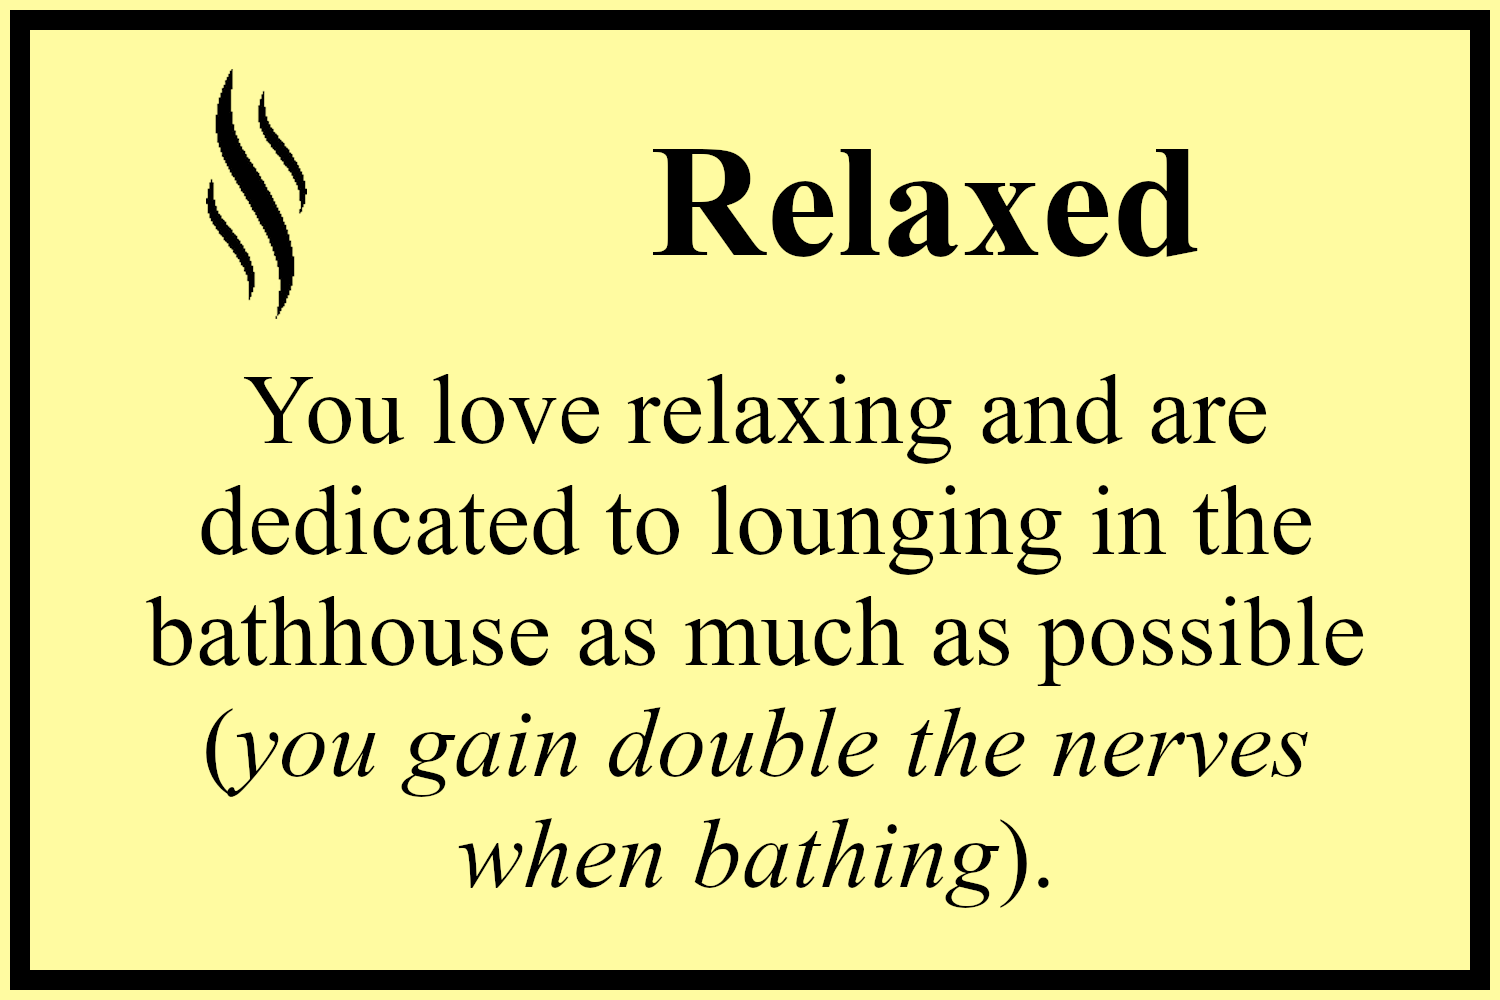 Relaxed
You love relaxing and are
dedicated to lounging in the
bathhouse as much as possible
(you gain double the nerves
when bathing).